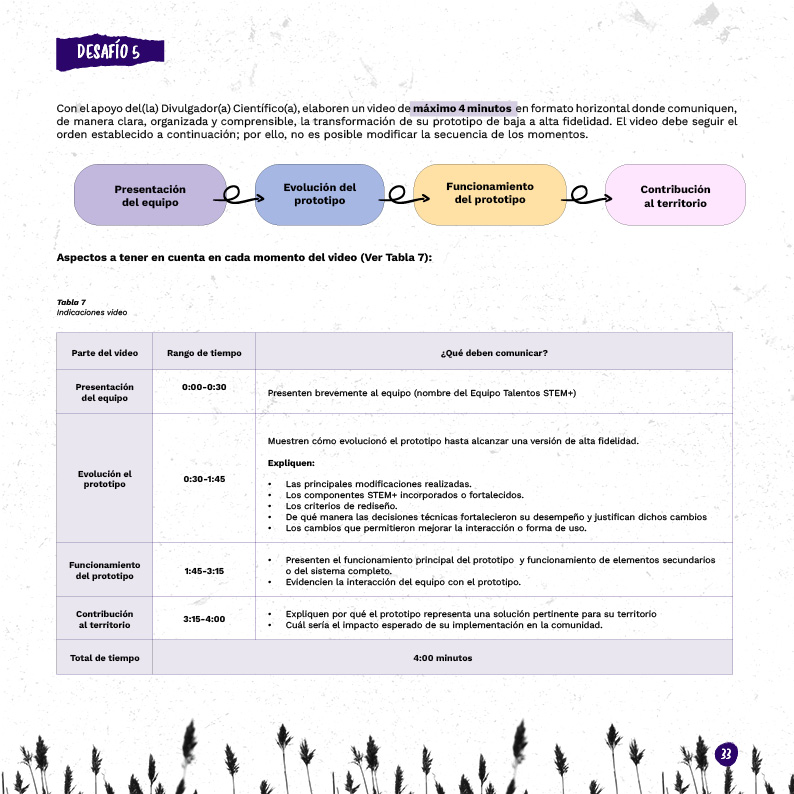 DESAFÍO 5
Con el apoyo del(la) Divulgador(a) Científico(a), elaboren un video de máximo 4 minutos en formato horizontal donde comuniquen,
de manera clara, organizada y comprensible, la transformación de su prototipo de baja a alta fidelidad. El video debe seguir el
orden establecido a continuación; por ello, no es posible modificar la secuencia de los momentos.
Presentación
del equipo
Evolución del
prototipo
Funcionamiento
del prototipo
Contribución
al territorio
Aspectos a tener en cuenta en cada momento del video (Ver Tabla 7):
Tabla 7
Indicaciones video
Parte del video
Rango de tiempo
¿Qué deben comunicar?
Presentación
del equipo
0:00-0:30
Presenten brevemente al equipo (nombre del Equipo Talentos STEM+)
Evolución el
prototipo
0:30-1:45
Muestren cómo evolucionó el prototipo hasta alcanzar una versión de alta fidelidad.
Expliquen:
• Las principales modificaciones realizadas.
• Los componentes STEM+ incorporados o fortalecidos.
• Los criterios de rediseño.
• De qué manera las decisiones técnicas fortalecieron su desempeño y justifican dichos cambios
• Los cambios que permitieron mejorar la interacción o forma de uso.
Funcionamiento
del prototipo
1:45-3:15
• Presenten el funcionamiento principal del prototipo y funcionamiento de elementos secundarios
o del sistema completo.
• Evidencien la interacción del equipo con el prototipo.
Contribución
al territorio
3:15-4:00
• Expliquen por qué el prototipo representa una solución pertinente para su territorio
• Cuál sería el impacto esperado de su implementación en la comunidad.
Total de tiempo
4:00 minutos
33